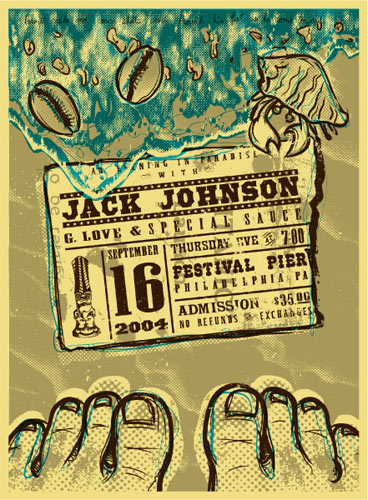 EVENING IN PARADISE
WITH
JACK JOHNSON
G. LOVE & SPECIAL SAUCE
SEPTEMBER
16
2004
THURSDAY EVE 7:00
FESTIVAL PIER
PHILADELPHIA, PA
ADMISSION $35.00
NO REFUNDS EXCHANGES